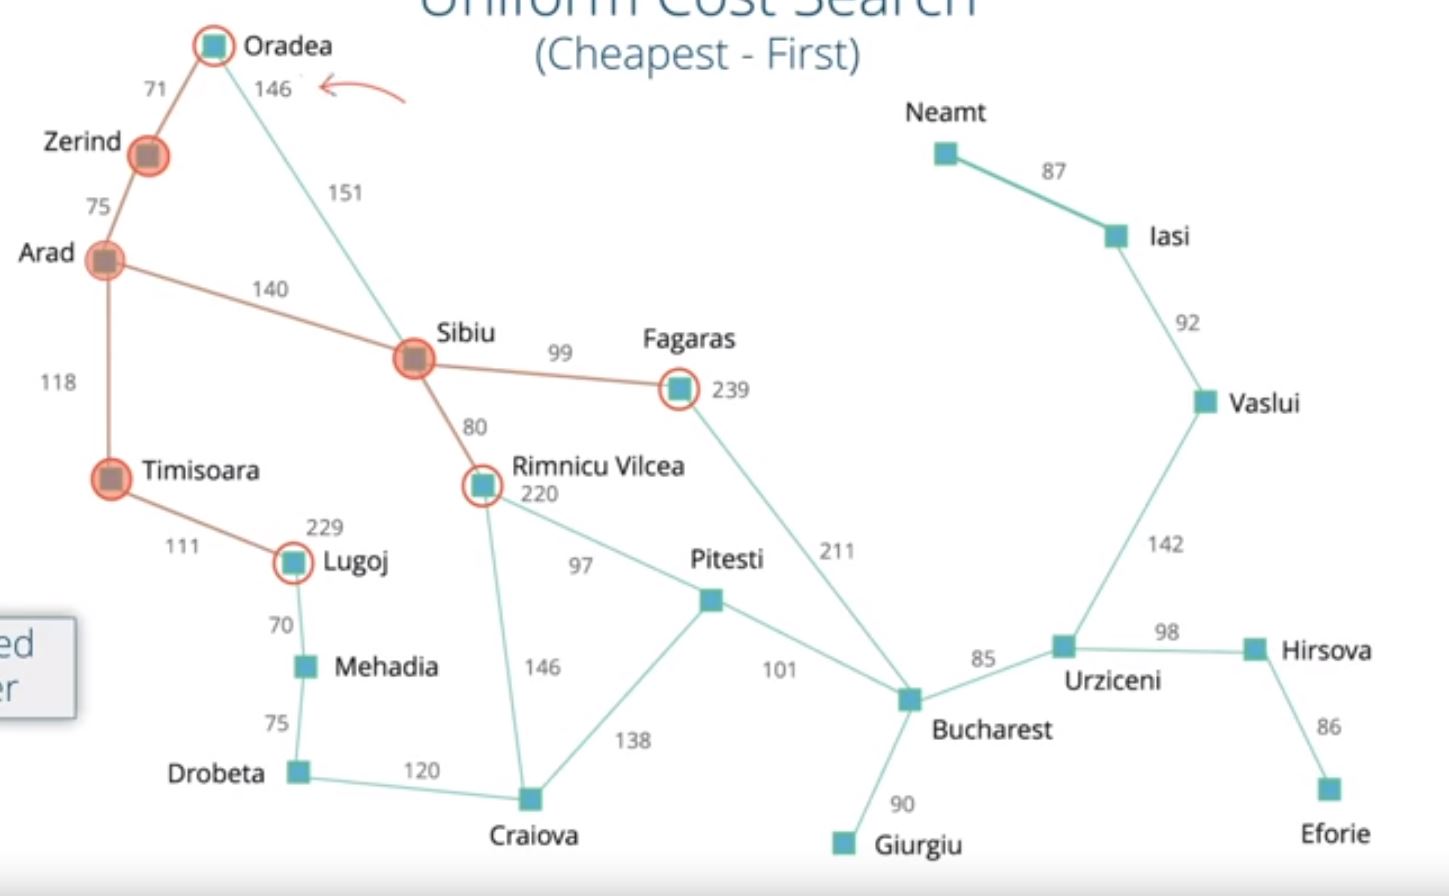 Uniform Cost Search
(Cheapest - First)
Oradea
71
146
Neamt
Zerind
87
151
75
Iasi
Arad
140
Sibiu
Fagaras
92
99
239
118
Vaslui
80
Timisoara
Rimnicu Vilcea
220
229
111
Lugoj
97
Pitesti
211
142
70
ed
er
98
Hirsova
85
Urziceni
Mehadia
146
101
75
138
Bucharest
86
Drobeta
120
90
Craiova
Giurgiu
Eforie